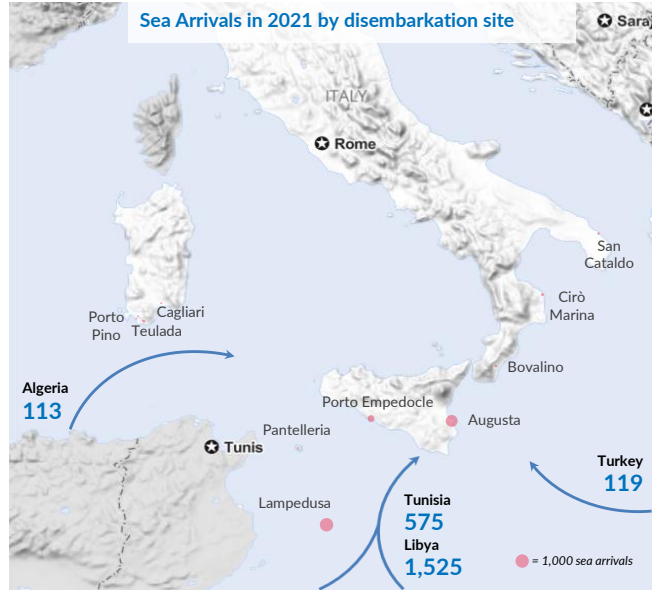 Sea Arrivals in 2021 by disembarkation site
ITALY
Rome
San
Cataldo
Cirò
Marina
Cagliari
Porto
Pino
Teulada
Bovalino
Algeria
113
Porto Empedocle
Augusta
Tunis
Pantelleria
Turkey
119
Lampedusa
Tunisia
575
Libya
1,525
= 1,000 sea arrivals